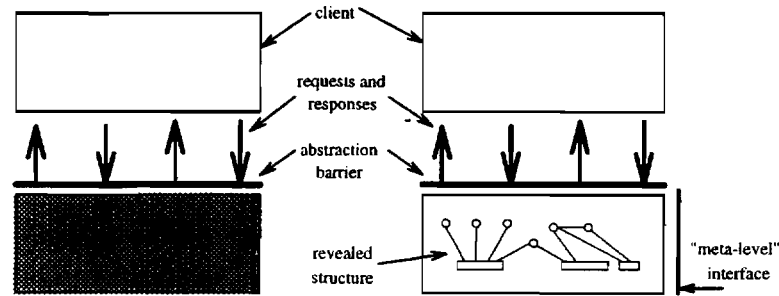 client
requests and
responses
abstraction
barrier
revealed
structure
"meta-level"
interface